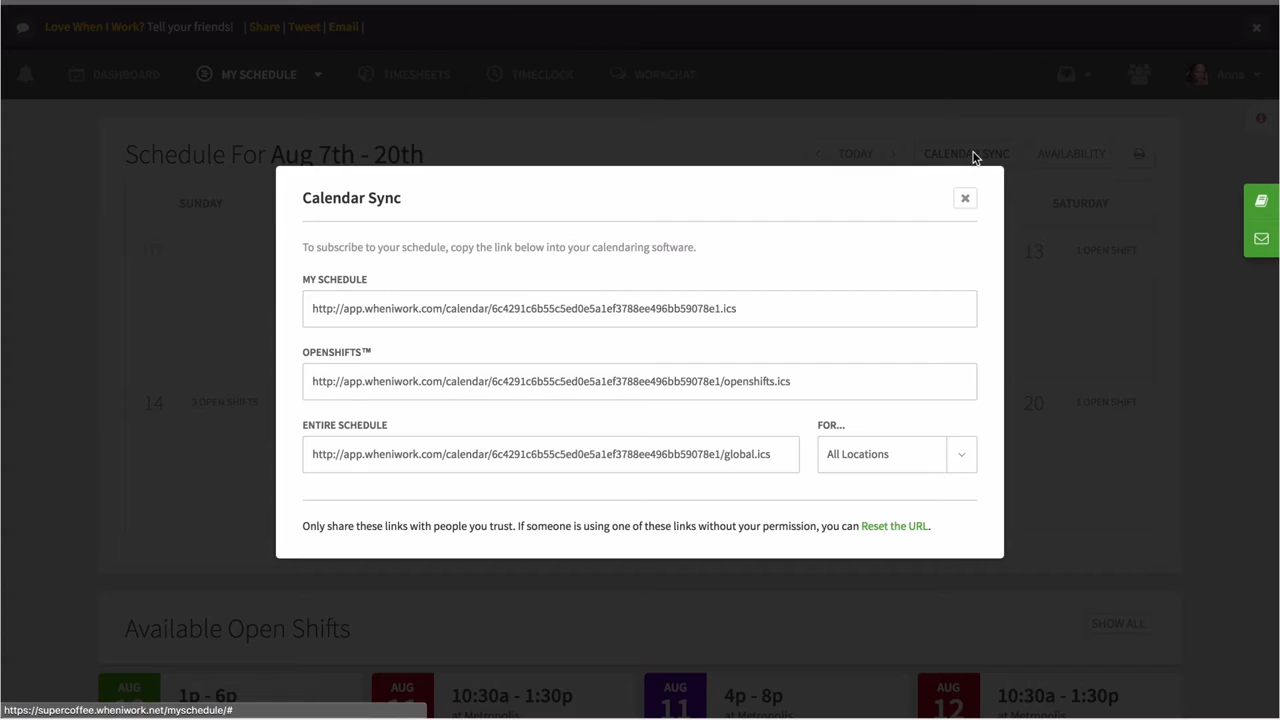 Love When I Work? Tell your friends! | Share | Tweet | Email |
DASHBOARD MY SCHEDULE TIMESHEETS TIMECLOCK WORKCHAT Anna
Schedule For Aug 7th - 20th TODAY CALENDAR SYNC AVAILABILITY
SUNDAY SATURDAY
Calendar Sync
To subscribe to your schedule, copy the link below into your calendaring software.
13 1 OPEN SHIFT
MY SCHEDULE
http://app.wheniwork.com/calendar/6c4291c6b55c5ed0e5a1ef3788ee496bb59078e1.ics
OPENSHIFTS™
http://app.wheniwork.com/calendar/6c4291c6b55c5ed0e5a1ef3788ee496bb59078e1/openshifts.ics
14 3 OPEN SHIFTS 20 1 OPEN SHIFT
ENTIRE SCHEDULE FOR...
http://app.wheniwork.com/calendar/6c4291c6b55c5ed0e5a1ef3788ee496bb59078e1/global.ics All Locations
Only share these links with people you trust. If someone is using one of these links without your permission, you can Reset the URL.
Available Open Shifts SHOW ALL
AUG 1p - 6p AUG 10:30a - 1:30p AUG 11 4p - 8p AUG 12 10:30a - 1:30p
at Metropolis at Metropolis at Metropolis
https://supercoffee.wheniwork.net/myschedule/#